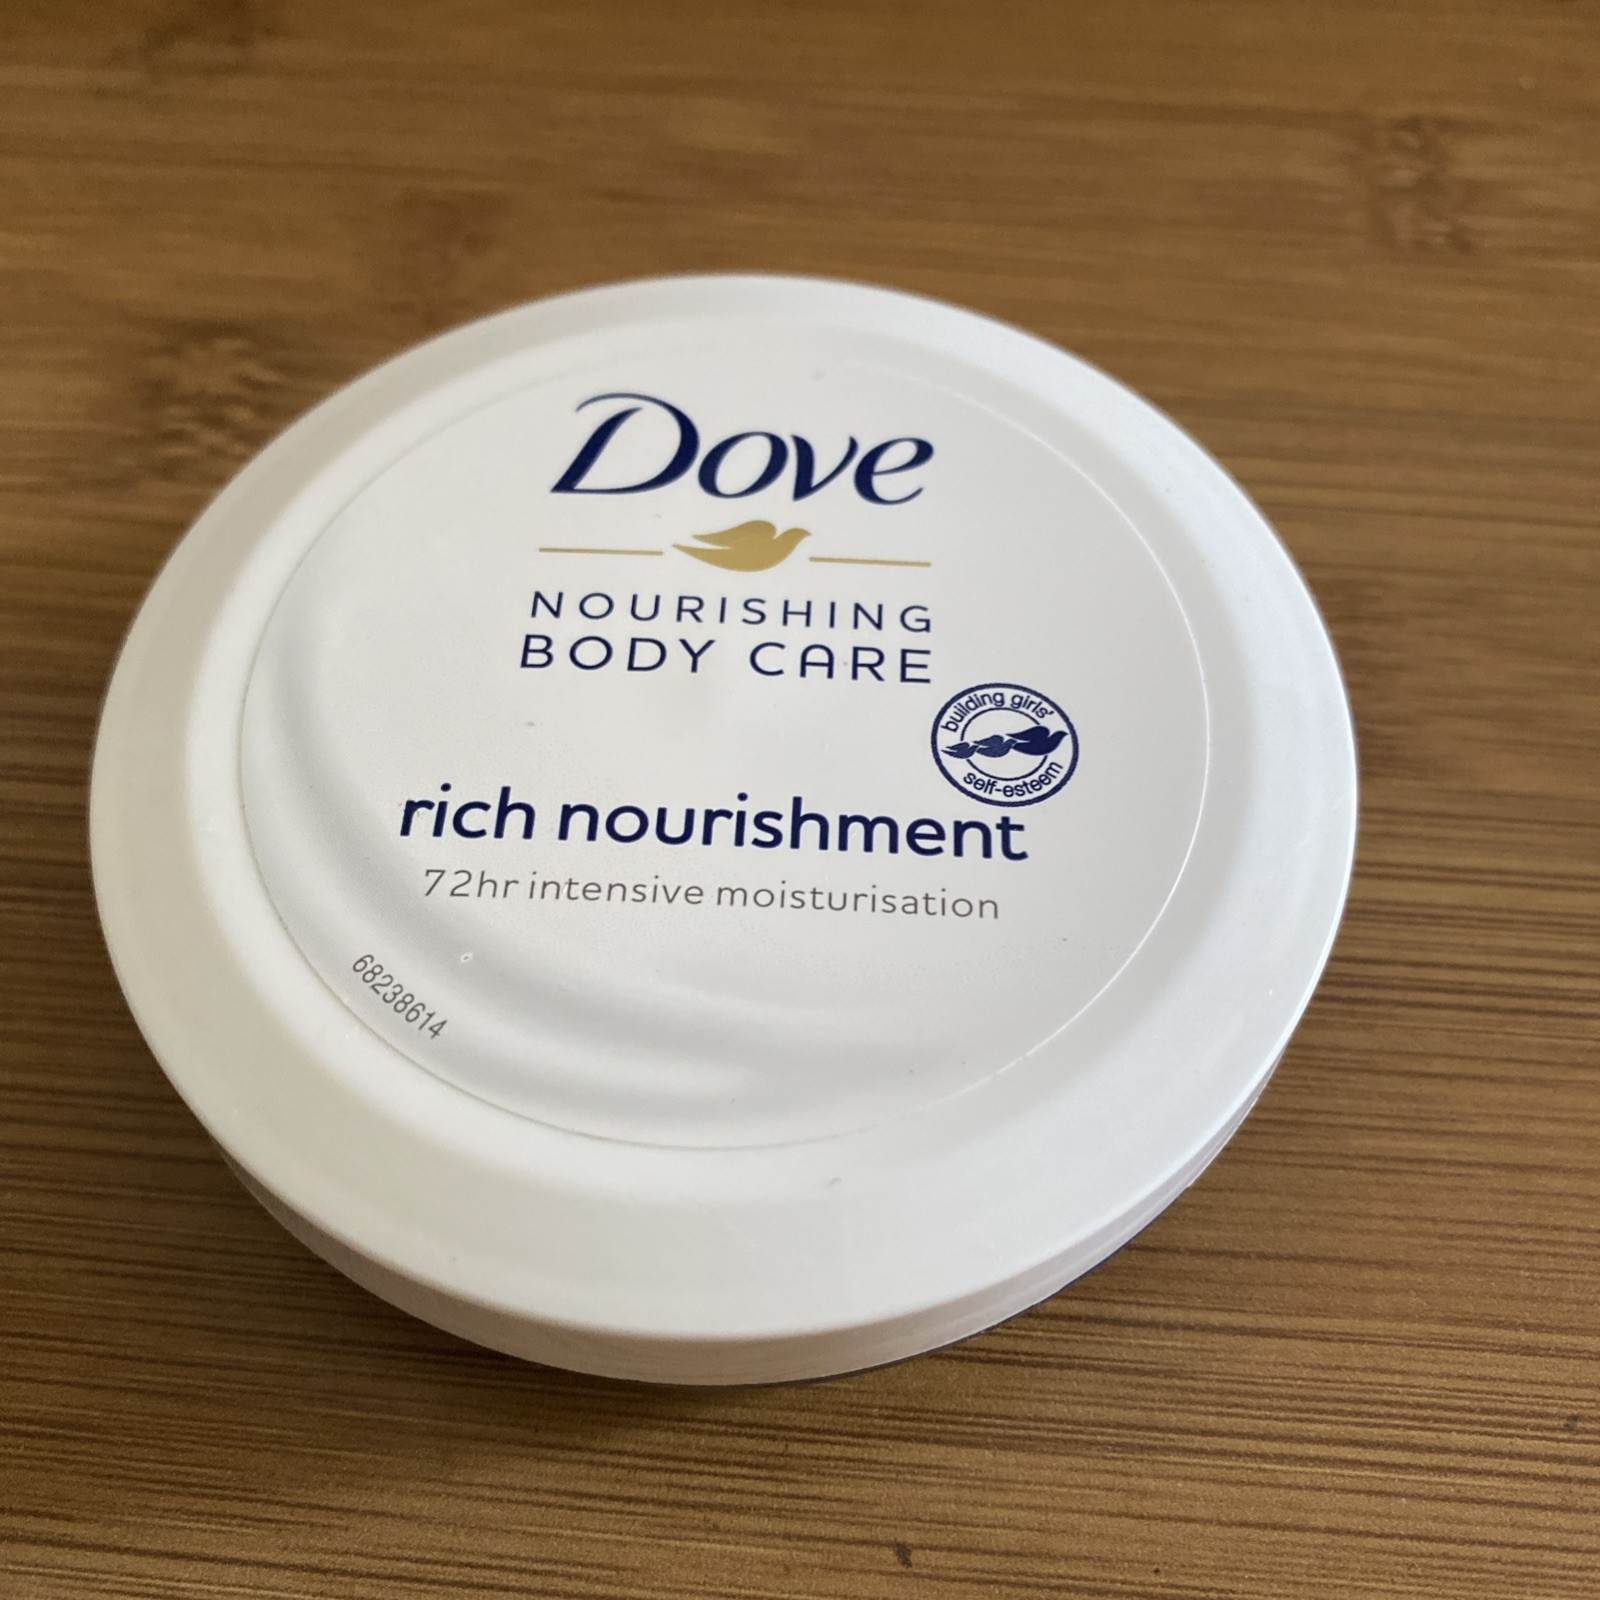 Dove
NOURISHING
BODY CARE
building girls'
self-esteem
rich nourishment
72hr intensive moisturisation
68238614